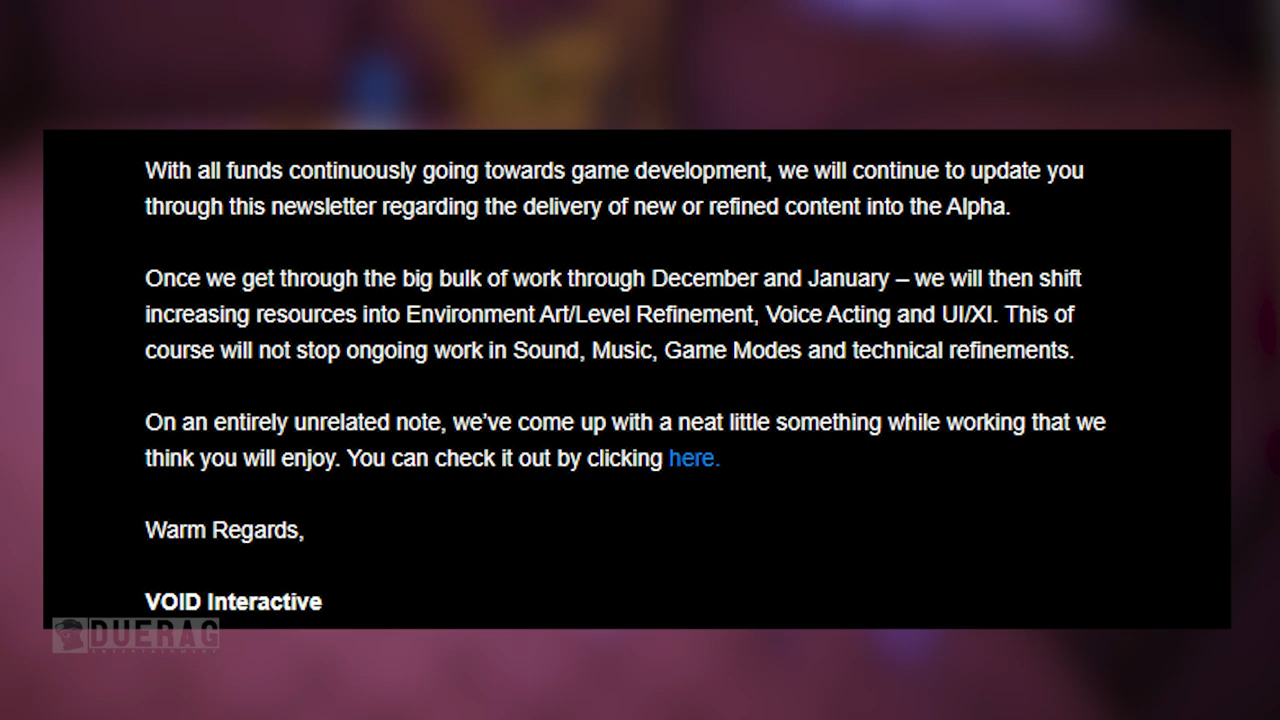 With all funds continuously going towards game development, we will continue to update you
through this newsletter regarding the delivery of new or refined content into the Alpha.
Once we get through the big bulk of work through December and January – we will then shift
increasing resources into Environment Art/Level Refinement, Voice Acting and UI/XI. This of
course will not stop ongoing work in Sound, Music, Game Modes and technical refinements.
On an entirely unrelated note, we’ve come up with a neat little something while working that we
think you will enjoy. You can check it out by clicking here.
Warm Regards,
VOID Interactive
DUERAG
ENTERTAINMENT